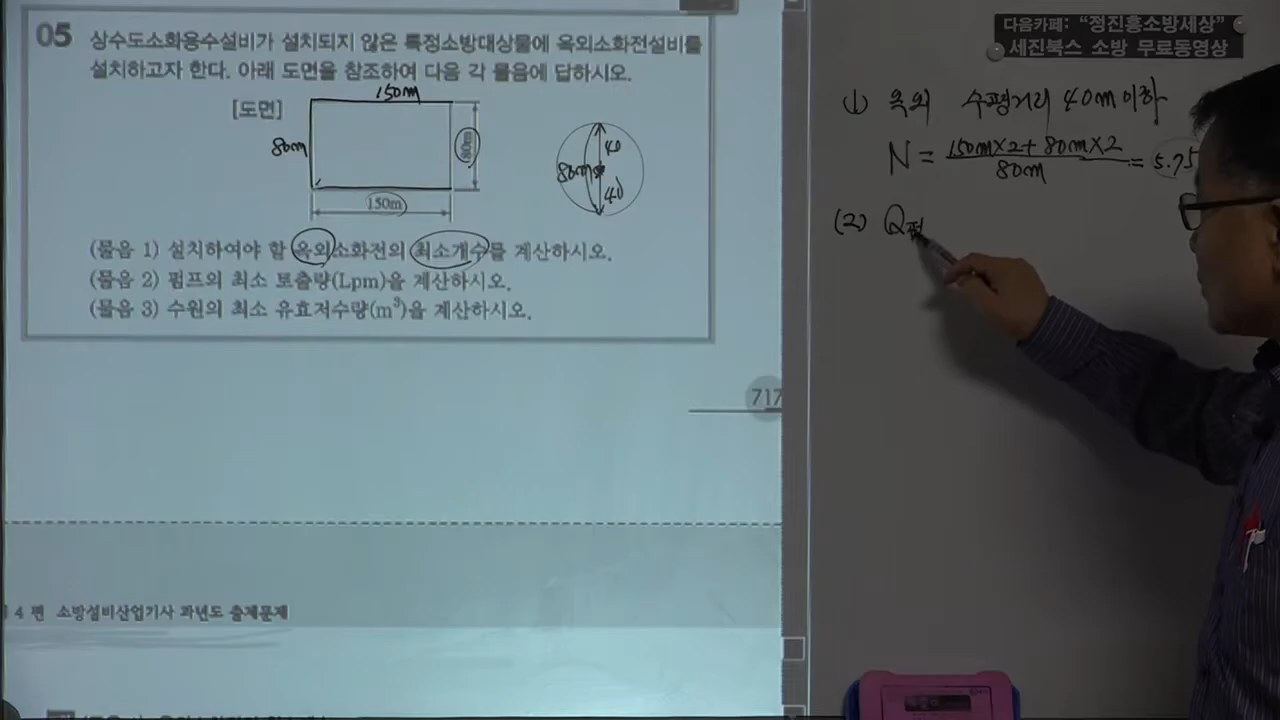 다음카페: “정진홍소방세상”
세진북스 소방 무료동영상
05 상수도소화용수설비가 설치되지 않은 특정소방대상물에 옥외소화전설비를
설치하고자 한다. 아래 도면을 참조하여 다음 각 물음에 답하시오.
[도면]
150m
80m
80m
150m
80m
40
40
(물음 1) 설치하여야 할 옥외소화전의 최소개수를 계산하시오.
(물음 2) 펌프의 최소 토출량(Lpm)을 계산하시오.
(물음 3) 수원의 최소 유효저수량(m³)을 계산하시오.
717
4 편 소방설비산업기사 과년도 출제문제
(1) 옥외 수평거리 40m 이하
N = 150m×2+80m×2 / 80m = 5.75
(2) Q펌